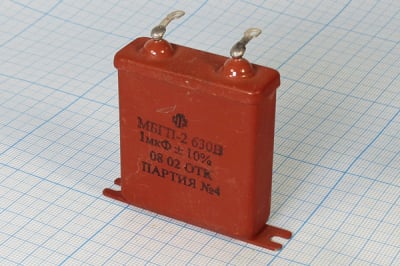 МБГП-2 630В
1мкФ ± 10%
08 02 ОТК
ПАРТИЯ №4